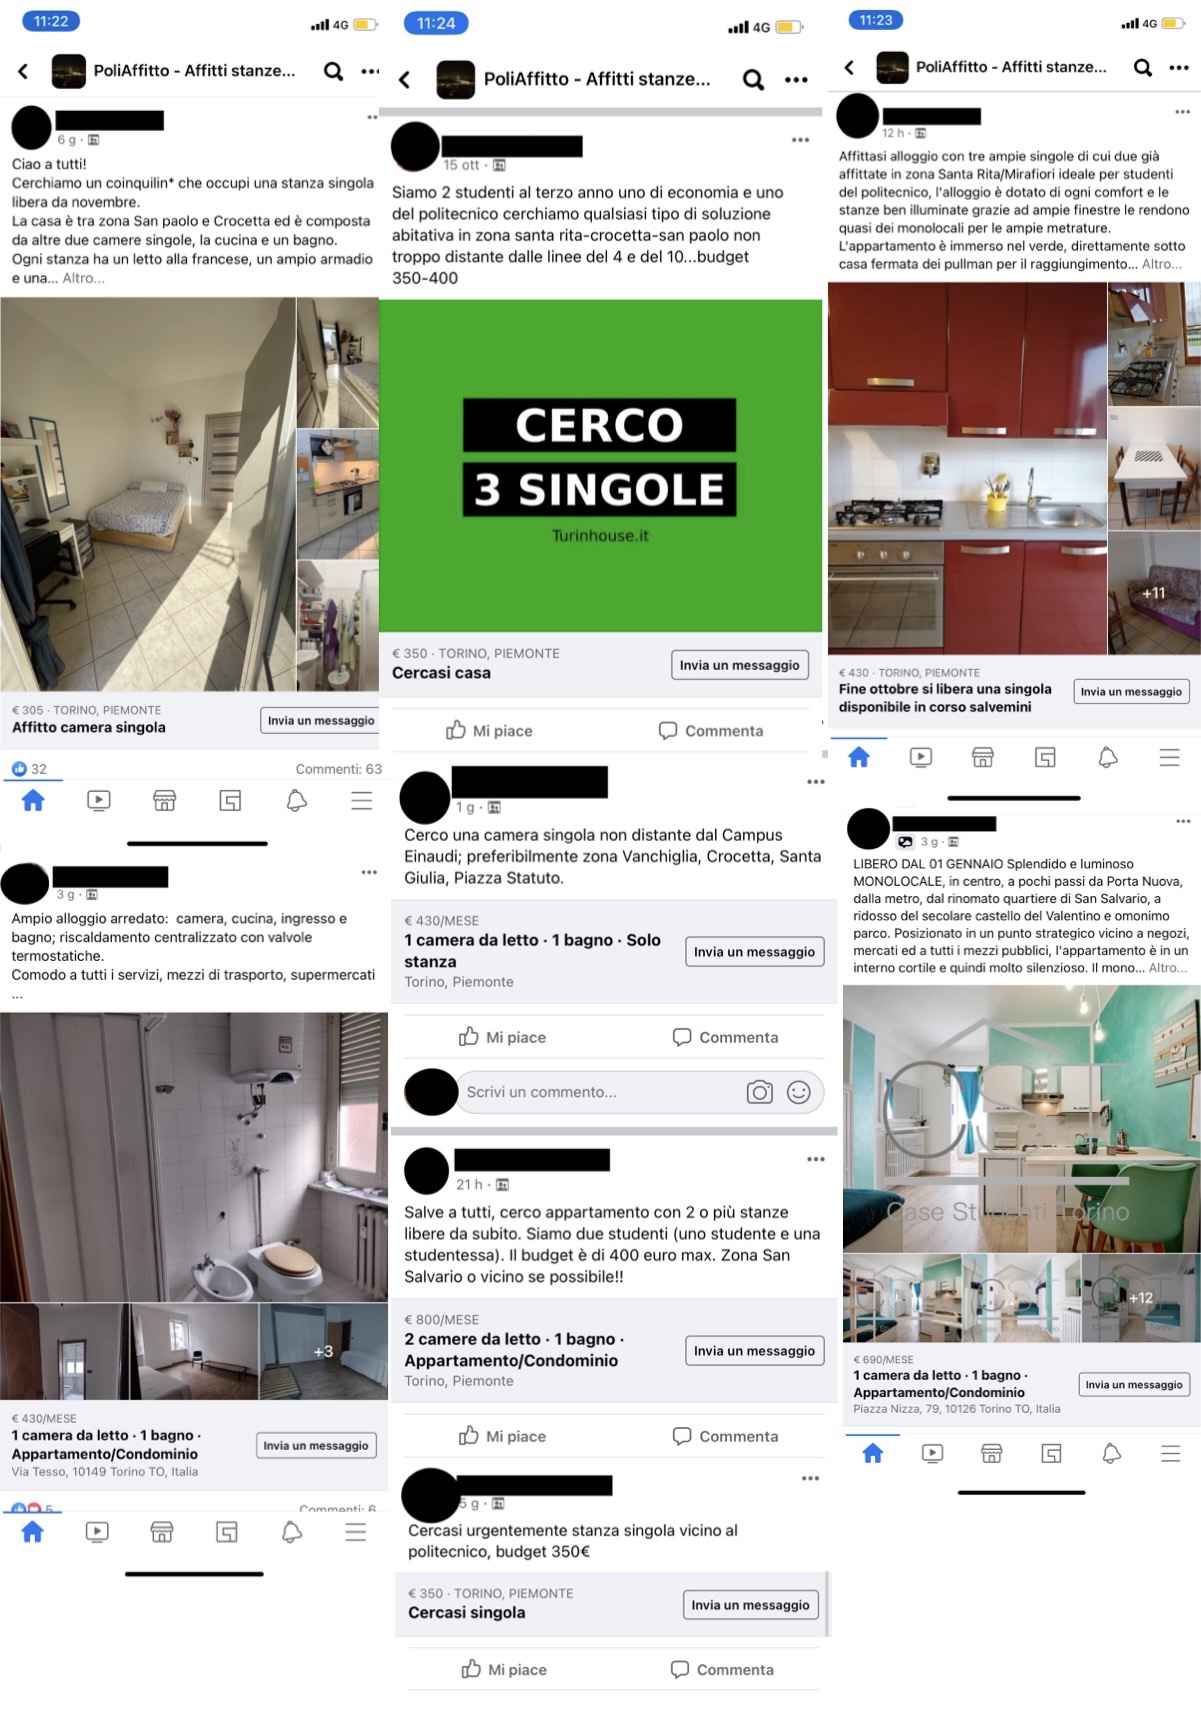 11:22
4G
PoliAffitto - Affitti stanze...
6 g ·
Ciao a tutti!
Cerchiamo un coinquilin* che occupi una stanza singola
libera da novembre.
La casa è tra zona San paolo e Crocetta ed è composta
da altre due camere singole, la cucina e un bagno.
Ogni stanza ha un letto alla francese, un ampio armadio
e una... Altro...
€ 305 · TORINO, PIEMONTE
Affitto camera singola
Invia un messaggio
32
Commenti: 63
3 g ·
Ampio alloggio arredato: camera, cucina, ingresso e
bagno; riscaldamento centralizzato con valvole
termostatiche.
Comodo a tutti i servizi, mezzi di trasporto, supermercati
...
+3
€ 430/MESE
1 camera da letto · 1 bagno ·
Appartamento/Condominio
Via Tesso, 10149 Torino TO, Italia
Invia un messaggio
5
Commenti: 6
11:24
4G
PoliAffitto - Affitti stanze...
15 ott ·
Siamo 2 studenti al terzo anno uno di economia e uno
del politecnico cerchiamo qualsiasi tipo di soluzione
abitativa in zona santa rita-crocetta-san paolo non
troppo distante dalle linee del 4 e del 10...budget
350-400
CERCO
3 SINGOLE
Turinhouse.it
€ 350 · TORINO, PIEMONTE
Cercasi casa
Invia un messaggio
Mi piace
Commenta
1 g ·
Cerco una camera singola non distante dal Campus
Einaudi; preferibilmente zona Vanchiglia, Crocetta, Santa
Giulia, Piazza Statuto.
€ 430/MESE
1 camera da letto · 1 bagno · Solo
stanza
Torino, Piemonte
Invia un messaggio
Mi piace
Commenta
Scrivi un commento...
21 h ·
Salve a tutti, cerco appartamento con 2 o più stanze
libere da subito. Siamo due studenti (uno studente e una
studentessa). Il budget è di 400 euro max. Zona San
Salvario o vicino se possibile!!
€ 800/MESE
2 camere da letto · 1 bagno ·
Appartamento/Condominio
Torino, Piemonte
Invia un messaggio
Mi piace
Commenta
5 g ·
Cercasi urgentemente stanza singola vicino al
politecnico, budget 350€
€ 350 · TORINO, PIEMONTE
Cercasi singola
Invia un messaggio
Mi piace
Commenta
11:23
4G
PoliAffitto - Affitti stanze...
12 h ·
Affittasi alloggio con tre ampie singole di cui due già
affittate in zona Santa Rita/Mirafiori ideale per studenti
del politecnico, l'alloggio è dotato di ogni comfort e le
stanze ben illuminate grazie ad ampie finestre le rendono
quasi dei monolocali per le ampie metrature.
L'appartamento è immerso nel verde, direttamente sotto
casa fermata dei pullman per il raggiungimento... Altro...
+11
€ 430 · TORINO, PIEMONTE
Fine ottobre si libera una singola
disponibile in corso salvemini
Invia un messaggio
3 g ·
LIBERO DAL 01 GENNAIO Splendido e luminoso
MONOLOCALE, in centro, a pochi passi da Porta Nuova,
dalla metro, dal rinomato quartiere di San Salvario, a
ridosso del secolare castello del Valentino e omonimo
parco. Posizionato in un punto strategico vicino a negozi,
mercati ed a tutti i mezzi pubblici, l'appartamento è in un
interno cortile e quindi molto silenzioso. Il mono... Altro...
CST
Case Studenti Torino
+12
€ 690/MESE
1 camera da letto · 1 bagno ·
Appartamento/Condominio
Piazza Nizza, 79, 10126 Torino TO, Italia
Invia un messaggio